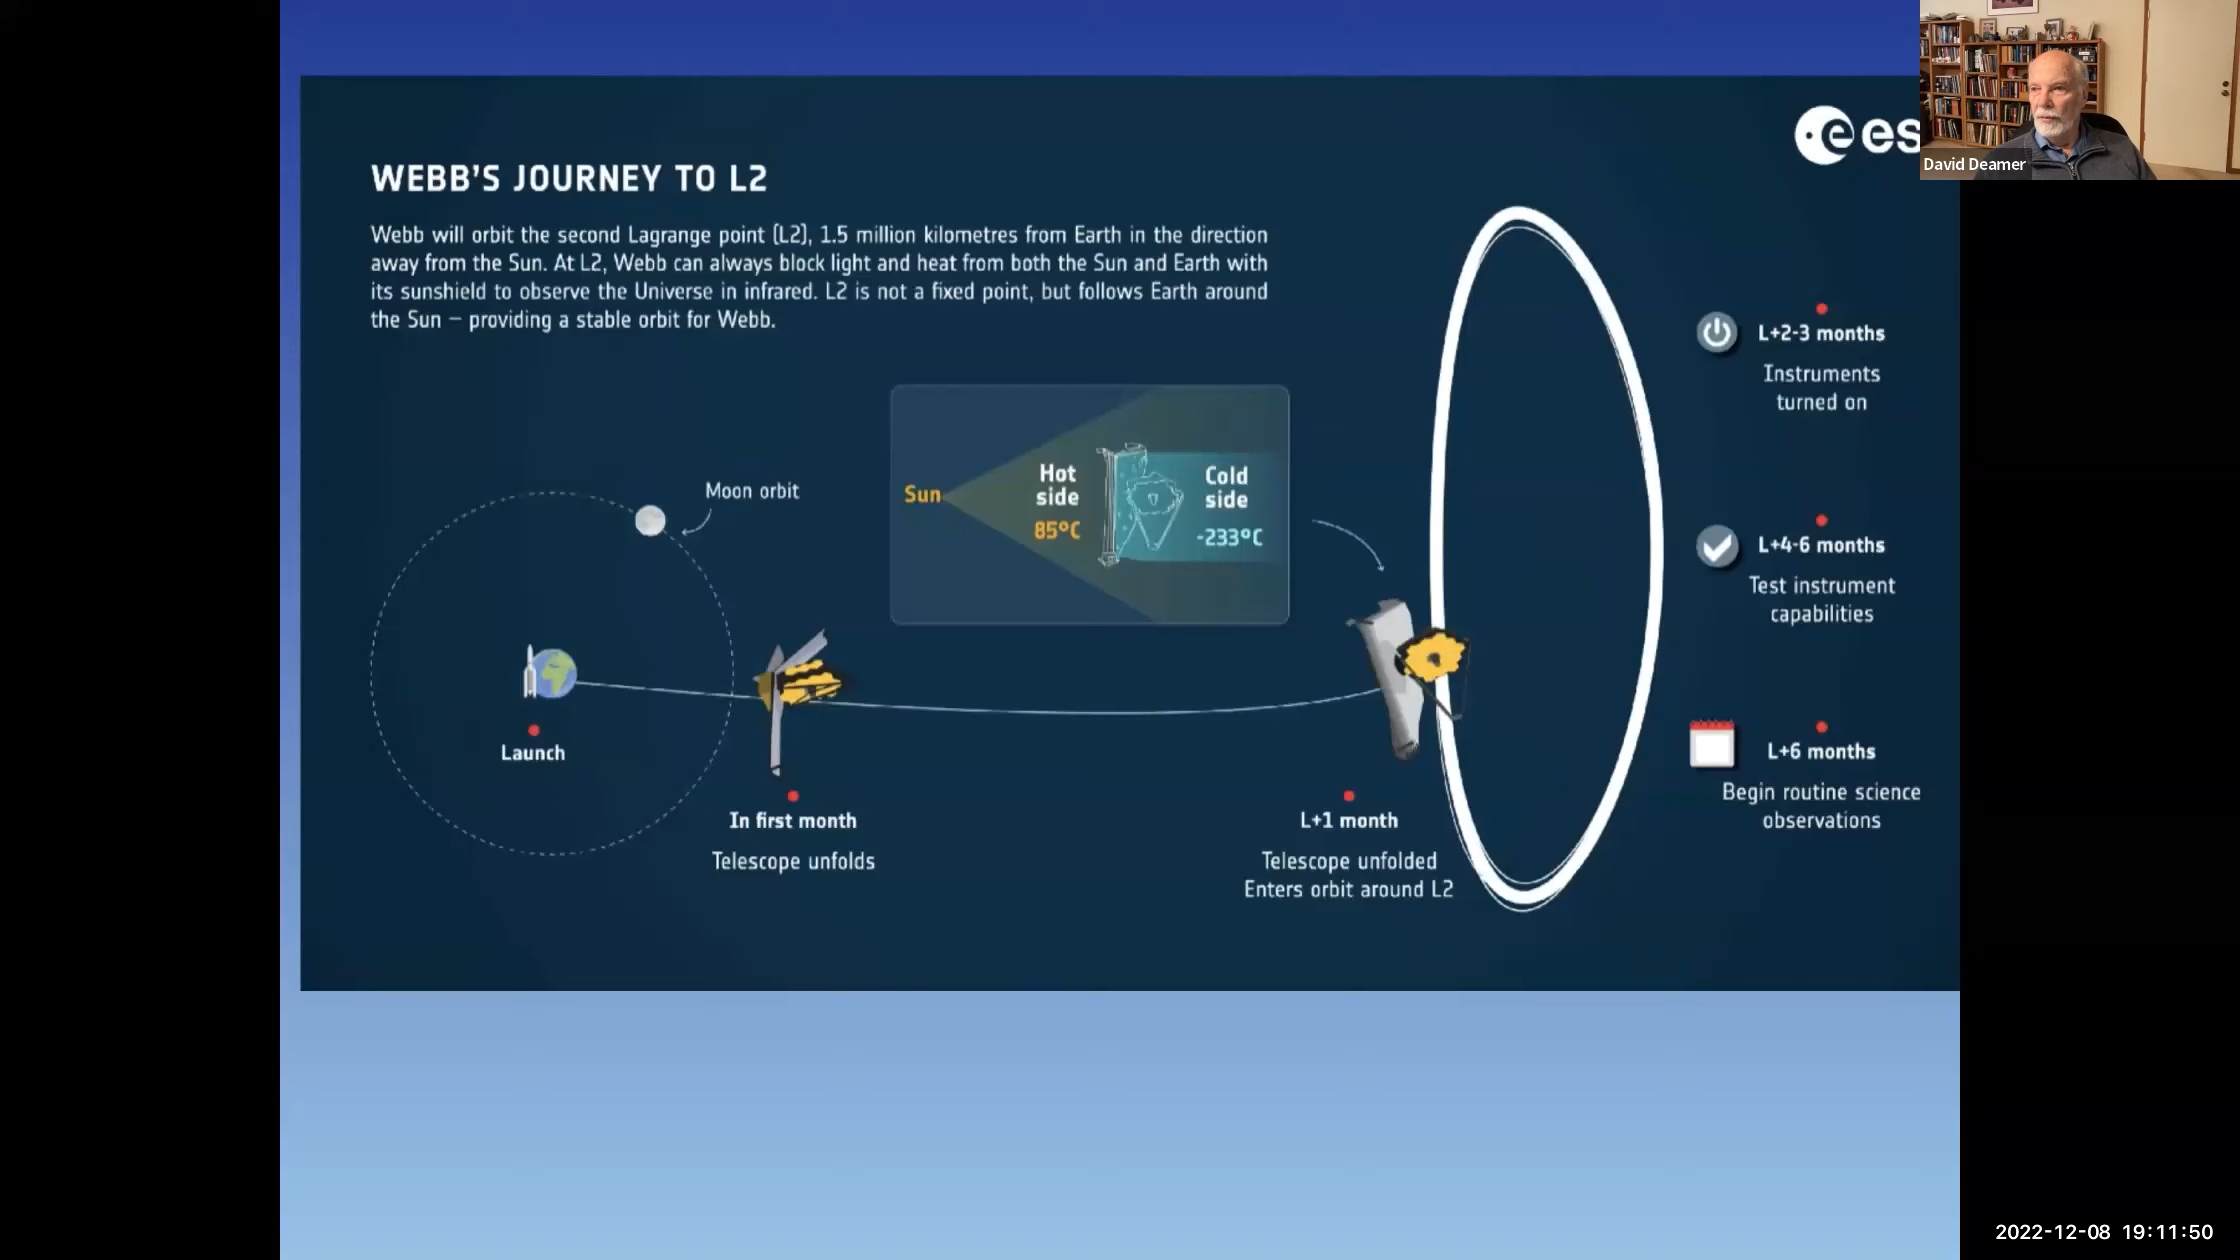 es
David Deamer
WEBB'S JOURNEY TO L2
Webb will orbit the second Lagrange point (L2), 1.5 million kilometres from Earth in the direction
away from the Sun. At L2, Webb can always block light and heat from both the Sun and Earth with
its sunshield to observe the Universe in infrared. L2 is not a fixed point, but follows Earth around
the Sun – providing a stable orbit for Webb.
Moon orbit
Sun
Hot
side
85°C
Cold
side
-233°C
Launch
In first month
Telescope unfolds
L+1 month
Telescope unfolded
Enters orbit around L2
L+2-3 months
Instruments
turned on
L+4-6 months
Test instrument
capabilities
L+6 months
Begin routine science
observations
2022-12-08 19:11:50